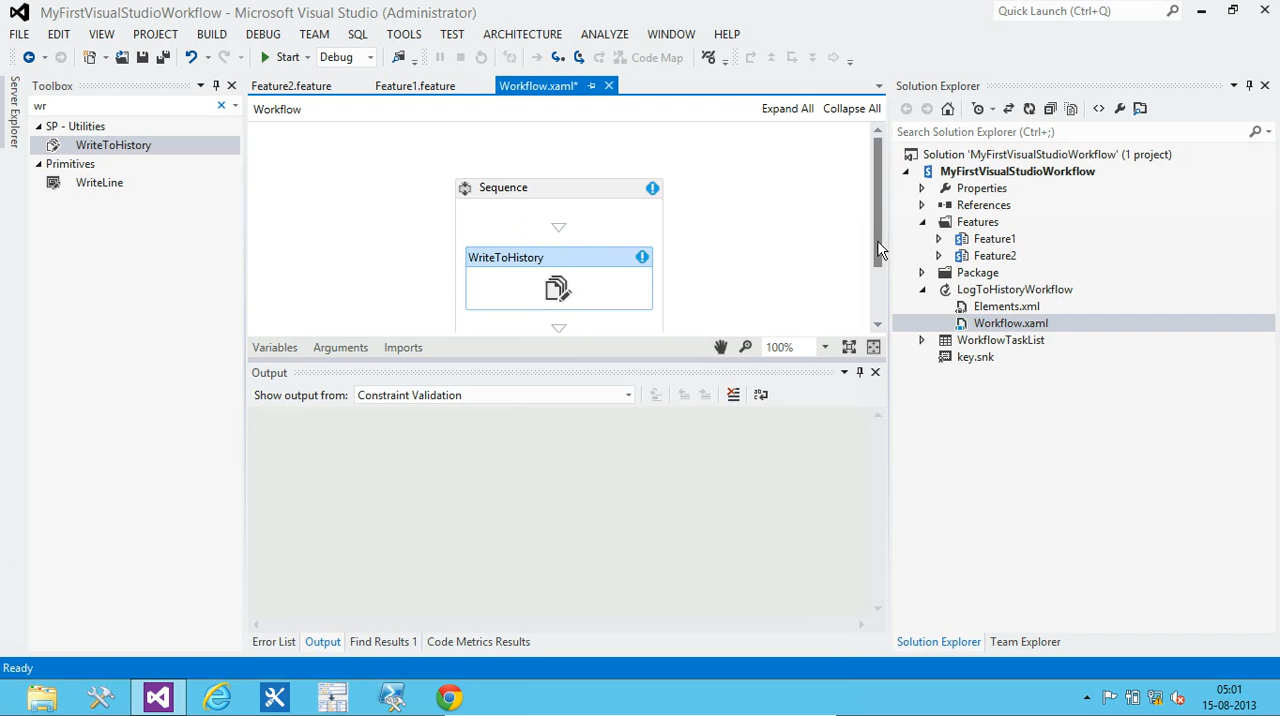 MyFirstVisualStudioWorkflow - Microsoft Visual Studio (Administrator)
Quick Launch (Ctrl+Q)
FILE EDIT VIEW PROJECT BUILD DEBUG TEAM SQL TOOLS TEST ARCHITECTURE ANALYZE WINDOW HELP
Start Debug Code Map
Server Explorer
Toolbox
wr
SP - Utilities
WriteToHistory
Primitives
WriteLine
Feature2.feature Feature1.feature Workflow.xaml*
Workflow Expand All Collapse All
Sequence
WriteToHistory
Variables Arguments Imports 100%
Output
Show output from: Constraint Validation
Error List Output Find Results 1 Code Metrics Results
Solution Explorer
Search Solution Explorer (Ctrl+;)
Solution 'MyFirstVisualStudioWorkflow' (1 project)
MyFirstVisualStudioWorkflow
Properties
References
Features
Feature1
Feature2
Package
LogToHistoryWorkflow
Elements.xml
Workflow.xaml
WorkflowTaskList
key.snk
Solution Explorer Team Explorer
Ready
05:01
15-08-2013